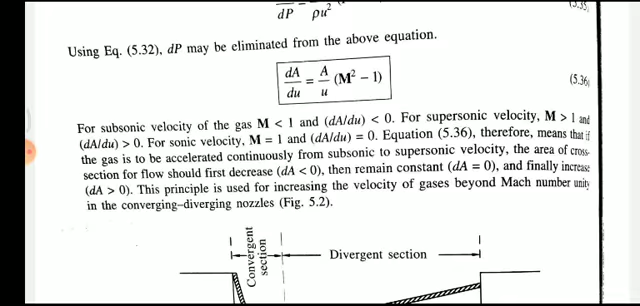 dP ρu²
(5.35)
Using Eq. (5.32), dP may be eliminated from the above equation.
dA/du = A/u (M² – 1)
(5.36)
For subsonic velocity of the gas M < 1 and (dA/du) < 0. For supersonic velocity, M > 1 and
(dA/du) > 0. For sonic velocity, M = 1 and (dA/du) = 0. Equation (5.36), therefore, means that if
the gas is to be accelerated continuously from subsonic to supersonic velocity, the area of cross-
section for flow should first decrease (dA < 0), then remain constant (dA = 0), and finally increase
(dA > 0). This principle is used for increasing the velocity of gases beyond Mach number unity
in the converging–diverging nozzles (Fig. 5.2).
Convergent
section
Divergent section